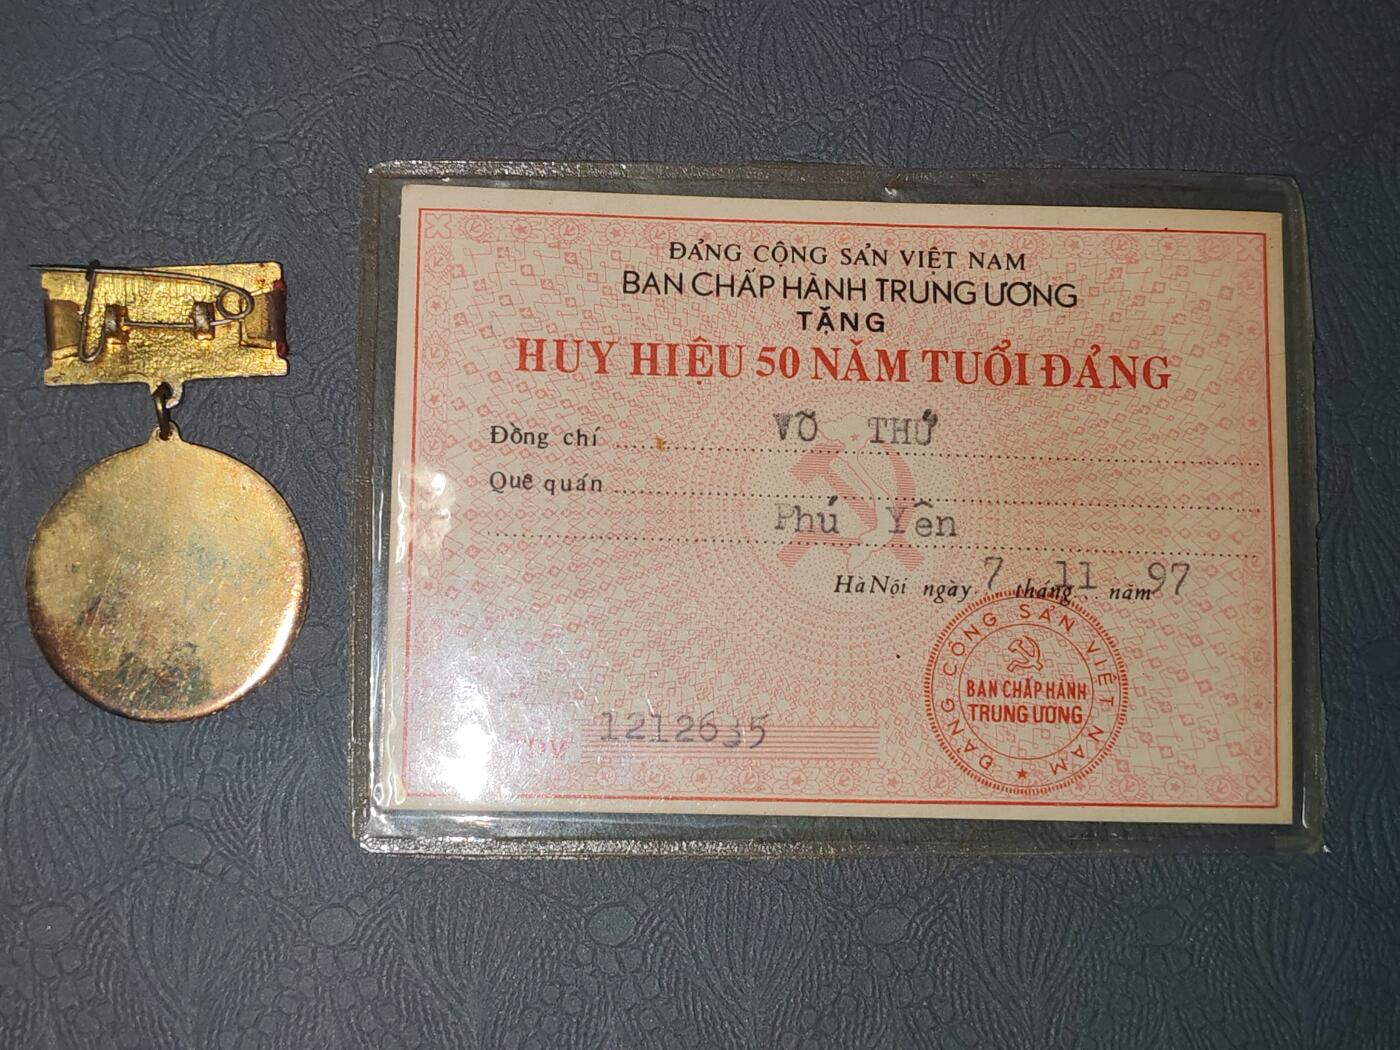 ĐẢNG CỘNG SẢN VIỆT NAM
BAN CHẤP HÀNH TRUNG ƯƠNG
TẶNG
HUY HIỆU 50 NĂM TUỔI ĐẢNG
Đồng chí VÕ THỨ
Quê quán
Phú Yên
Hà Nội ngày 7 tháng 11 năm 97
ĐẢNG CỘNG SẢN VIỆT NAM
BAN CHẤP HÀNH
TRUNG ƯƠNG
1212635